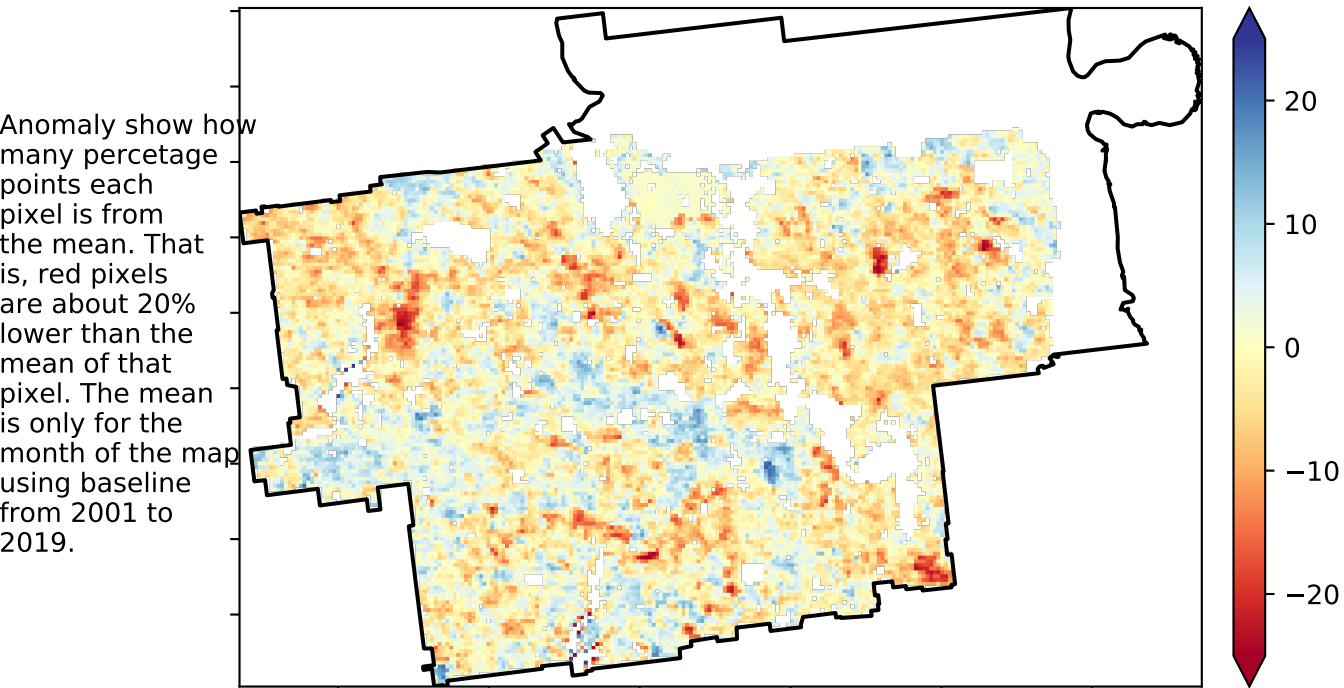 Anomaly show how
many percetage
points each
pixel is from
the mean. That
is, red pixels
are about 20%
lower than the
mean of that
pixel. The mean
is only for the
month of the map
using baseline
from 2001 to
2019.
20
10
0
−10
−20